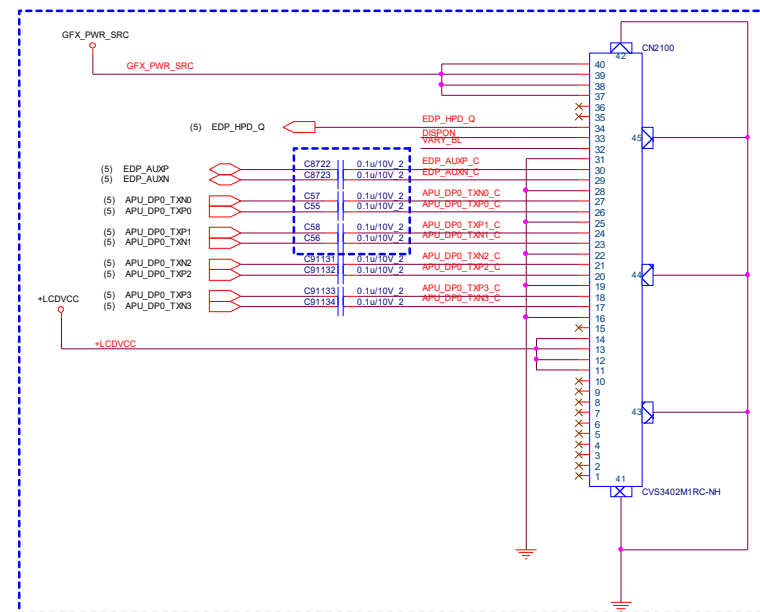 GFX_PWR_SRC
CN2100
42
GFX_PWR_SRC
40
39
38
37
36
35
(5) EDP_HPD_Q
EDP_HPD_Q
34
DISPON
33
45
VARY_BL
32
31
(5) EDP_AUXP C8722 0.1u/10V_2 EDP_AUXP_C 30
(5) EDP_AUXN C8723 0.1u/10V_2 EDP_AUXN_C 29
28
(5) APU_DP0_TXN0 C57 0.1u/10V_2 APU_DP0_TXN0_C 27
(5) APU_DP0_TXP0 C55 0.1u/10V_2 APU_DP0_TXP0_C 26
25
(5) APU_DP0_TXP1 C58 0.1u/10V_2 APU_DP0_TXP1_C 24
(5) APU_DP0_TXN1 C56 0.1u/10V_2 APU_DP0_TXN1_C 23
22
(5) APU_DP0_TXN2 C91131 0.1u/10V_2 APU_DP0_TXN2_C 21
(5) APU_DP0_TXP2 C91132 0.1u/10V_2 APU_DP0_TXP2_C 20
44
19
(5) APU_DP0_TXP3 C91133 0.1u/10V_2 APU_DP0_TXP3_C 18
(5) APU_DP0_TXN3 C91134 0.1u/10V_2 APU_DP0_TXN3_C 17
+LCDVCC
16
15
14
+LCDVCC
13
12
11
10
9
8
7
43
6
5
4
3
2
1
41
CVS3402M1RC-NH